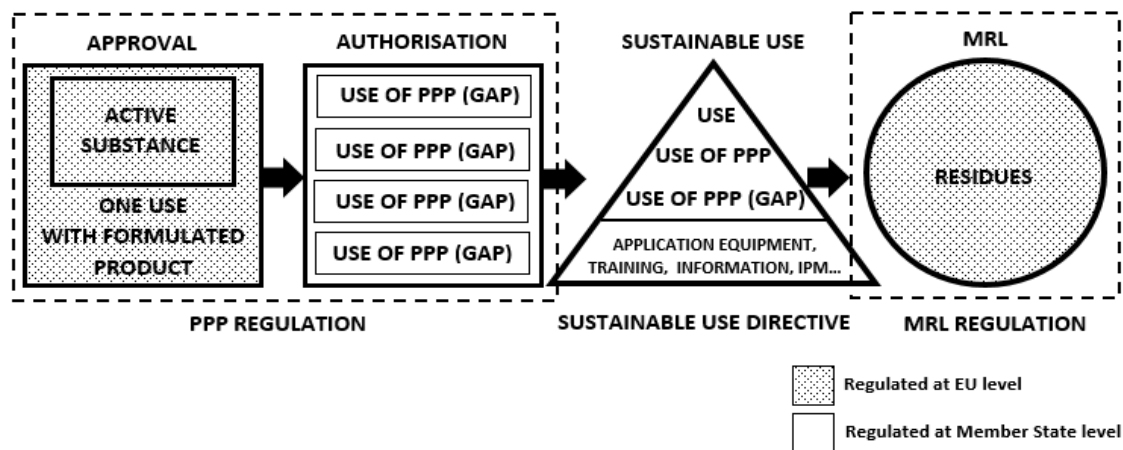 APPROVAL
ACTIVE
SUBSTANCE
ONE USE
WITH FORMULATED
PRODUCT
AUTHORISATION
USE OF PPP (GAP)
USE OF PPP (GAP)
USE OF PPP (GAP)
USE OF PPP (GAP)
PPP REGULATION
SUSTAINABLE USE
USE
USE OF PPP
USE OF PPP (GAP)
APPLICATION EQUIPMENT,
TRAINING, INFORMATION, IPM...
SUSTAINABLE USE DIRECTIVE
MRL
RESIDUES
MRL REGULATION
Regulated at EU level
Regulated at Member State level